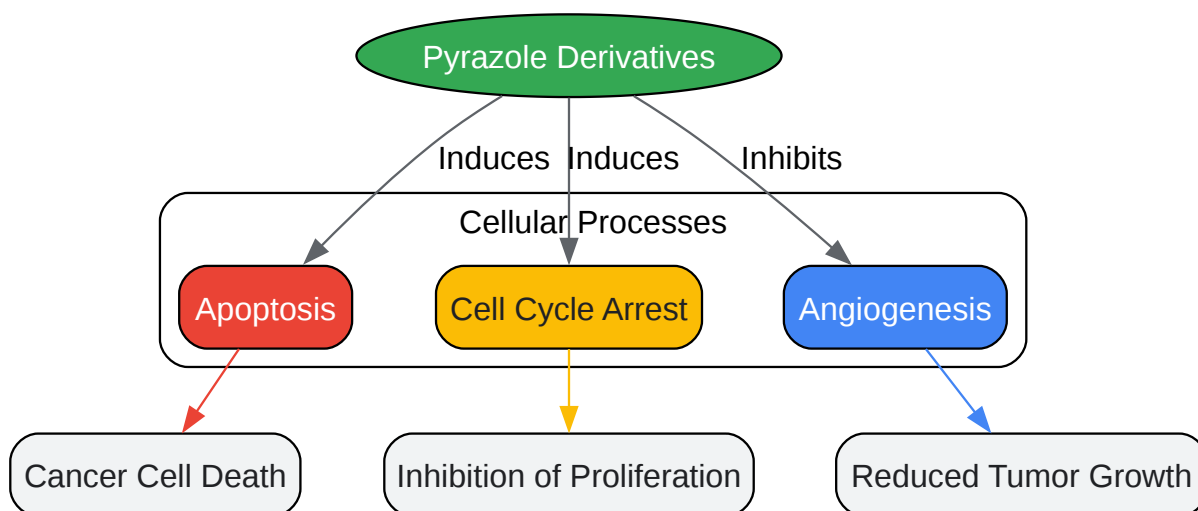 Pyrazole Derivatives
Induces
Induces
Inhibits
Cellular Processes
Apoptosis
Cell Cycle Arrest
Angiogenesis
Cancer Cell Death
Inhibition of Proliferation
Reduced Tumor Growth